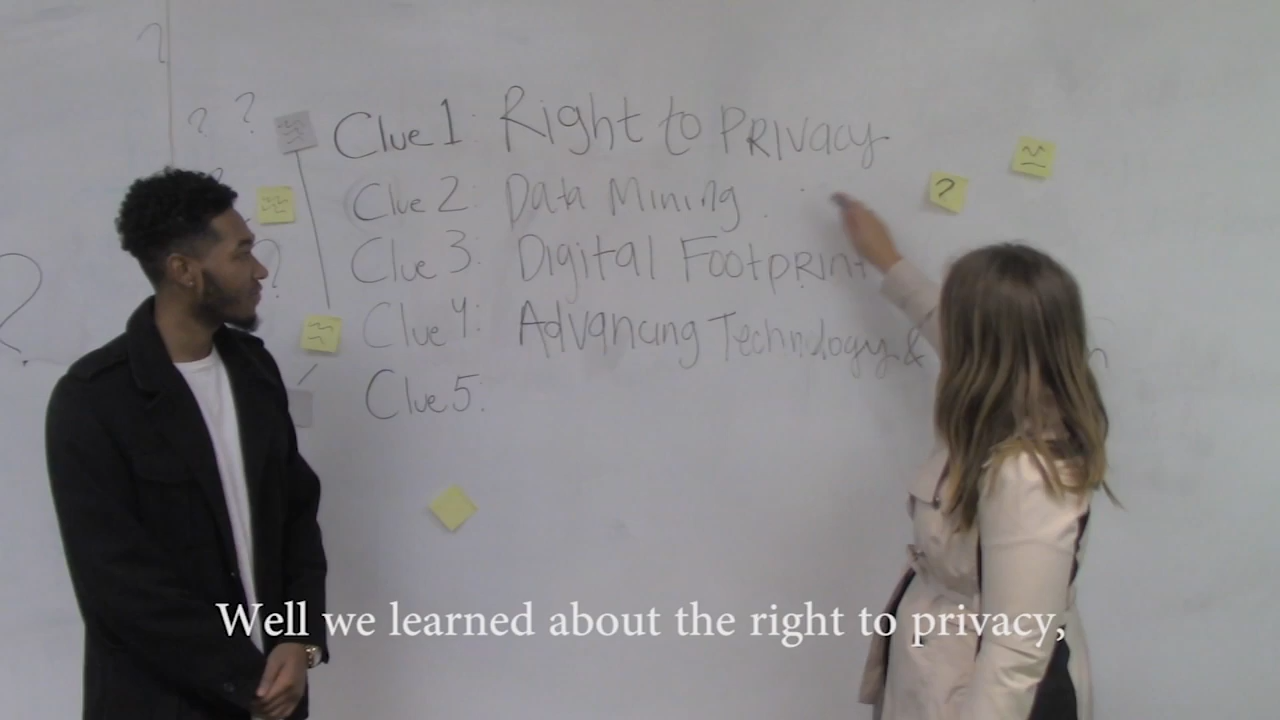 ? ? ?
Clue 1: Right to Privacy
Clue 2: Data Mining
?
Clue 3: Digital Footprint
?
?
Clue 4: Advancing Technology &
Clue 5:
Well we learned about the right to privacy,